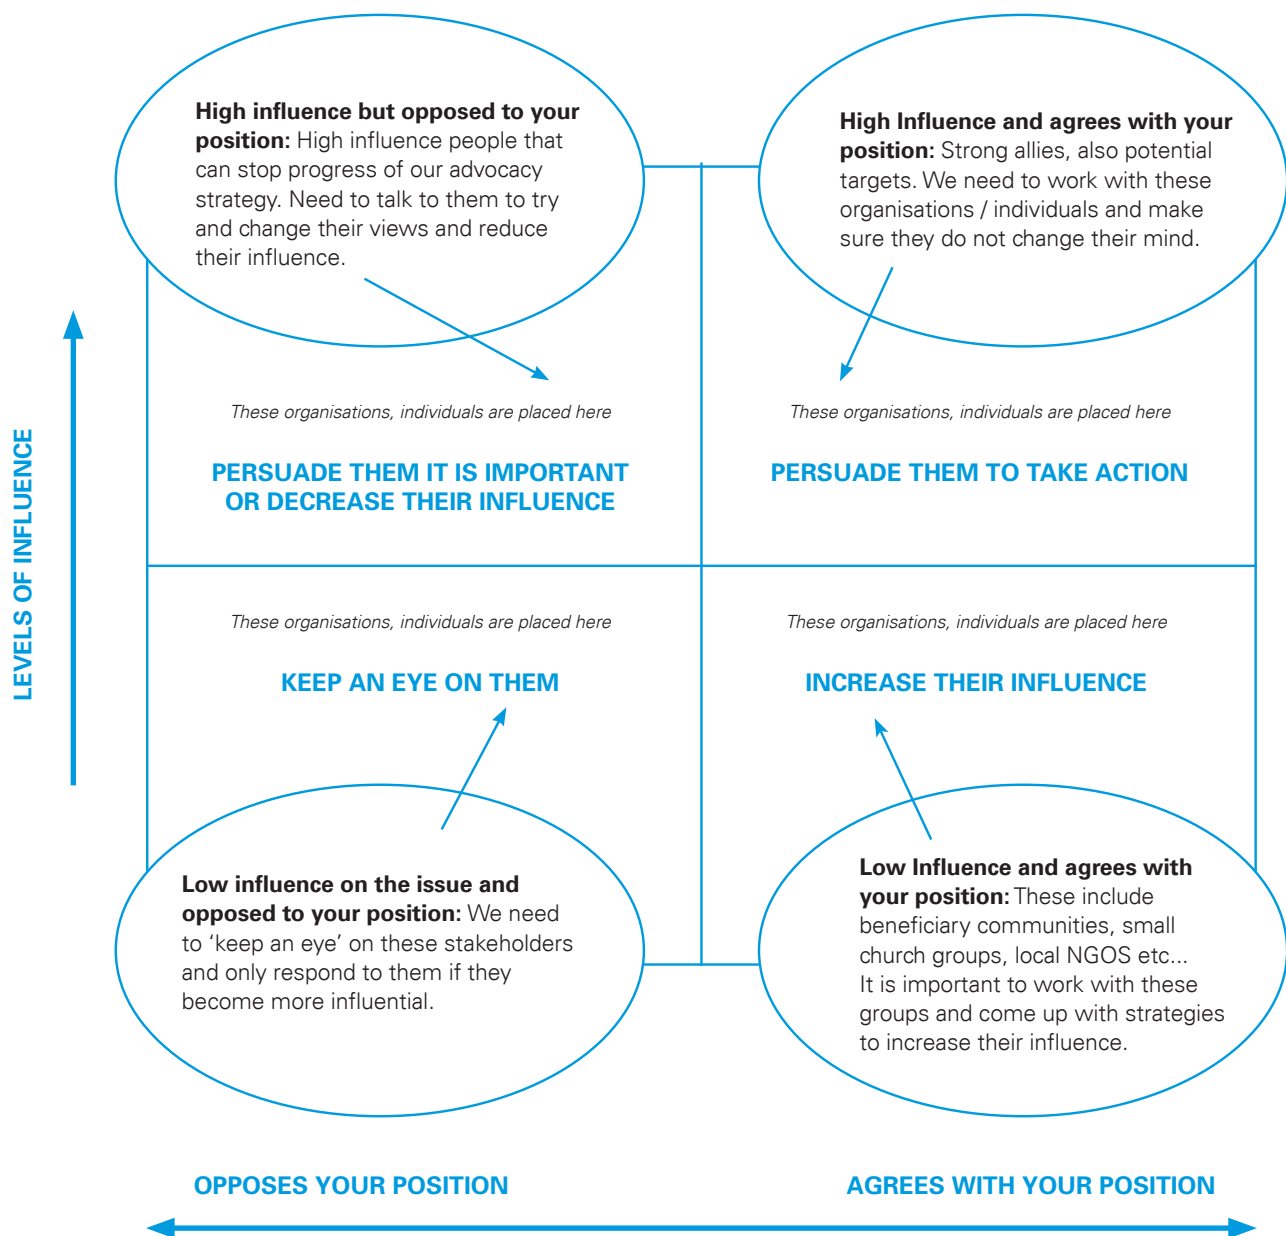 High influence but opposed to your
position: High influence people that
can stop progress of our advocacy
strategy. Need to talk to them to try
and change their views and reduce
their influence.
High Influence and agrees with your
position: Strong allies, also potential
targets. We need to work with these
organisations / individuals and make
sure they do not change their mind.
These organisations, individuals are placed here
These organisations, individuals are placed here
PERSUADE THEM IT IS IMPORTANT
OR DECREASE THEIR INFLUENCE
PERSUADE THEM TO TAKE ACTION
LEVELS OF INFLUENCE
These organisations, individuals are placed here
These organisations, individuals are placed here
KEEP AN EYE ON THEM
INCREASE THEIR INFLUENCE
Low influence on the issue and
opposed to your position: We need
to ‘keep an eye’ on these stakeholders
and only respond to them if they
become more influential.
Low Influence and agrees with
your position: These include
beneficiary communities, small
church groups, local NGOS etc...
It is important to work with these
groups and come up with strategies
to increase their influence.
OPPOSES YOUR POSITION
AGREES WITH YOUR POSITION